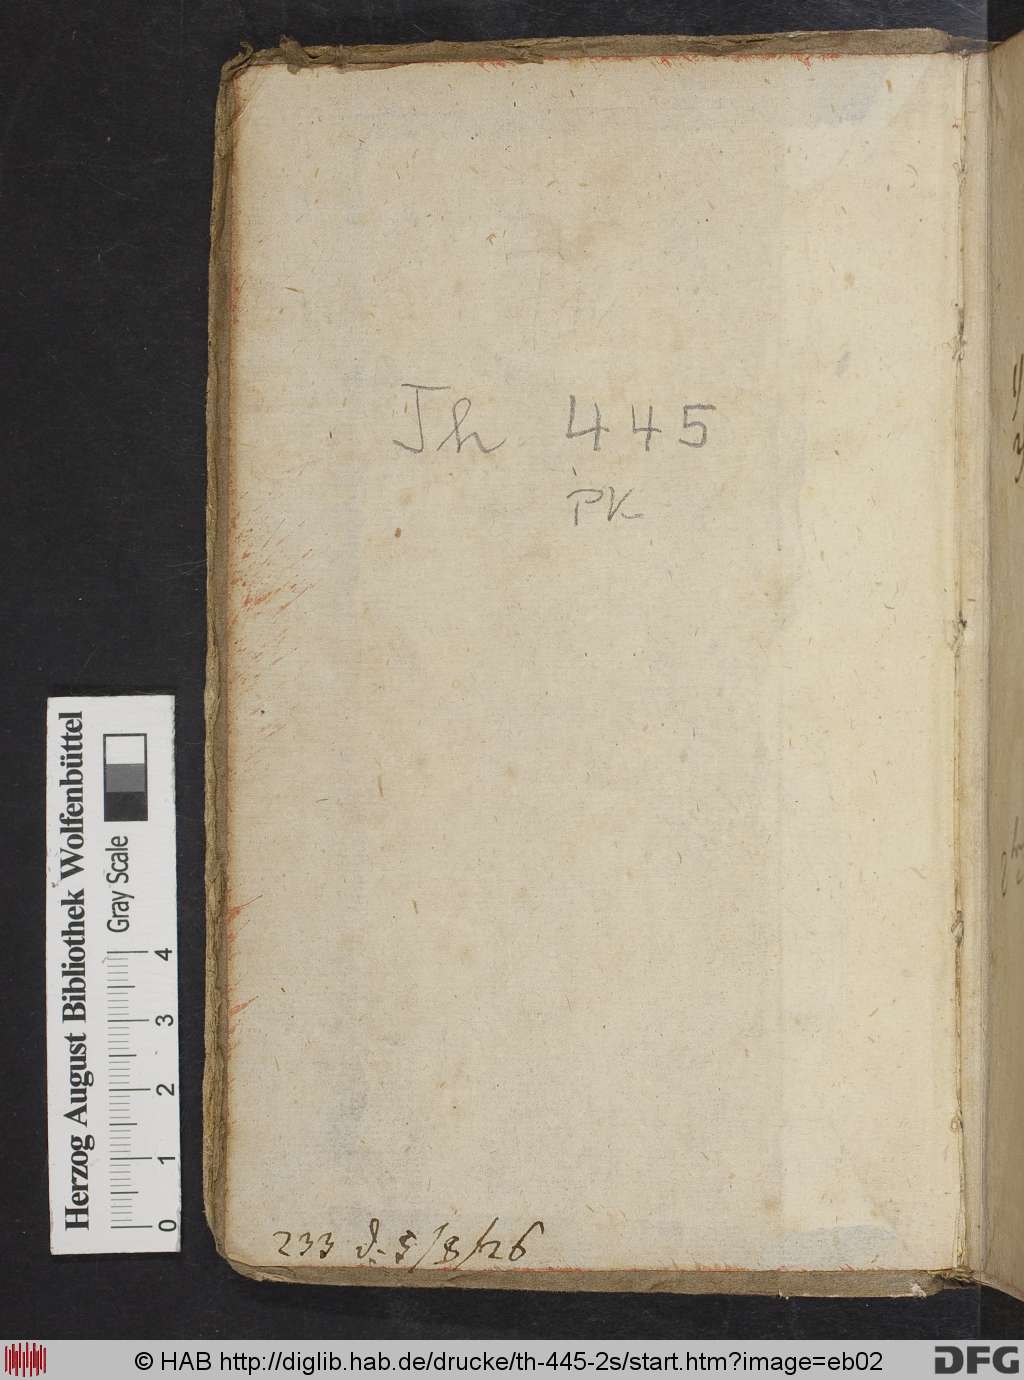 Th 445
PK
233 d. 5/8/26
Herzog August Bibliothek Wolfenbüttel
Gray Scale
0 1 2 3 4
© HAB http://diglib.hab.de/drucke/th-445-2s/start.htm?image=eb02
DFG